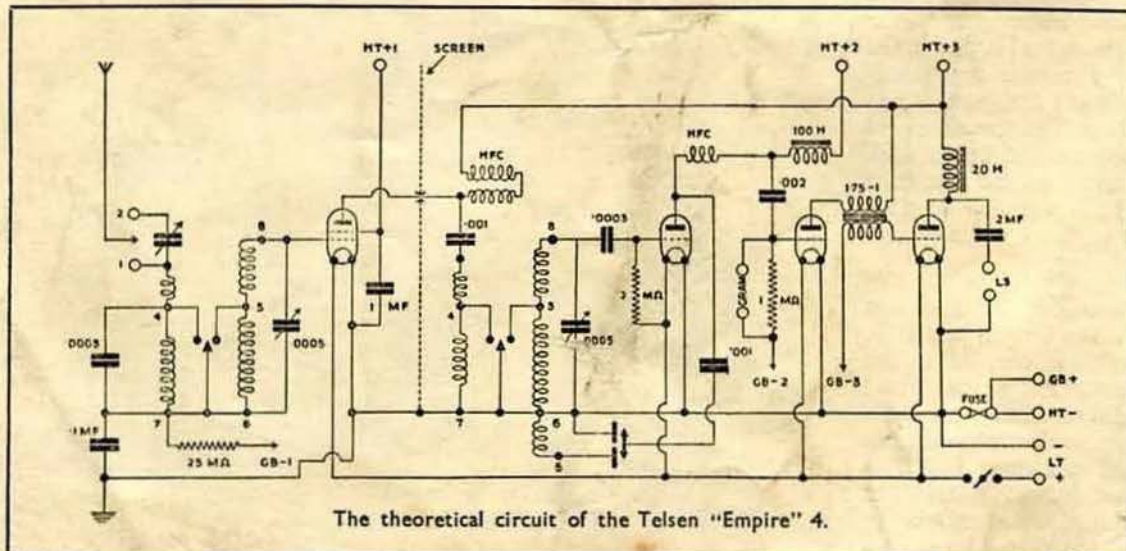 HT+1
SCREEN
HT+2
HT+3
HFC
HFC
100 H
20 H
·002
175-1
2
·001
8
·0003
2MF
8
1
5
1
MF
2
MΩ
GRAM
1
MΩ
LS
4
4
3
·0003
·0005
·0005
·001
GB-2
GB-3
GB+
FUSE
HT-
7
6
7
6
·1MF
-
25 MΩ
GB-1
5
LT
+
The theoretical circuit of the Telsen "Empire" 4.